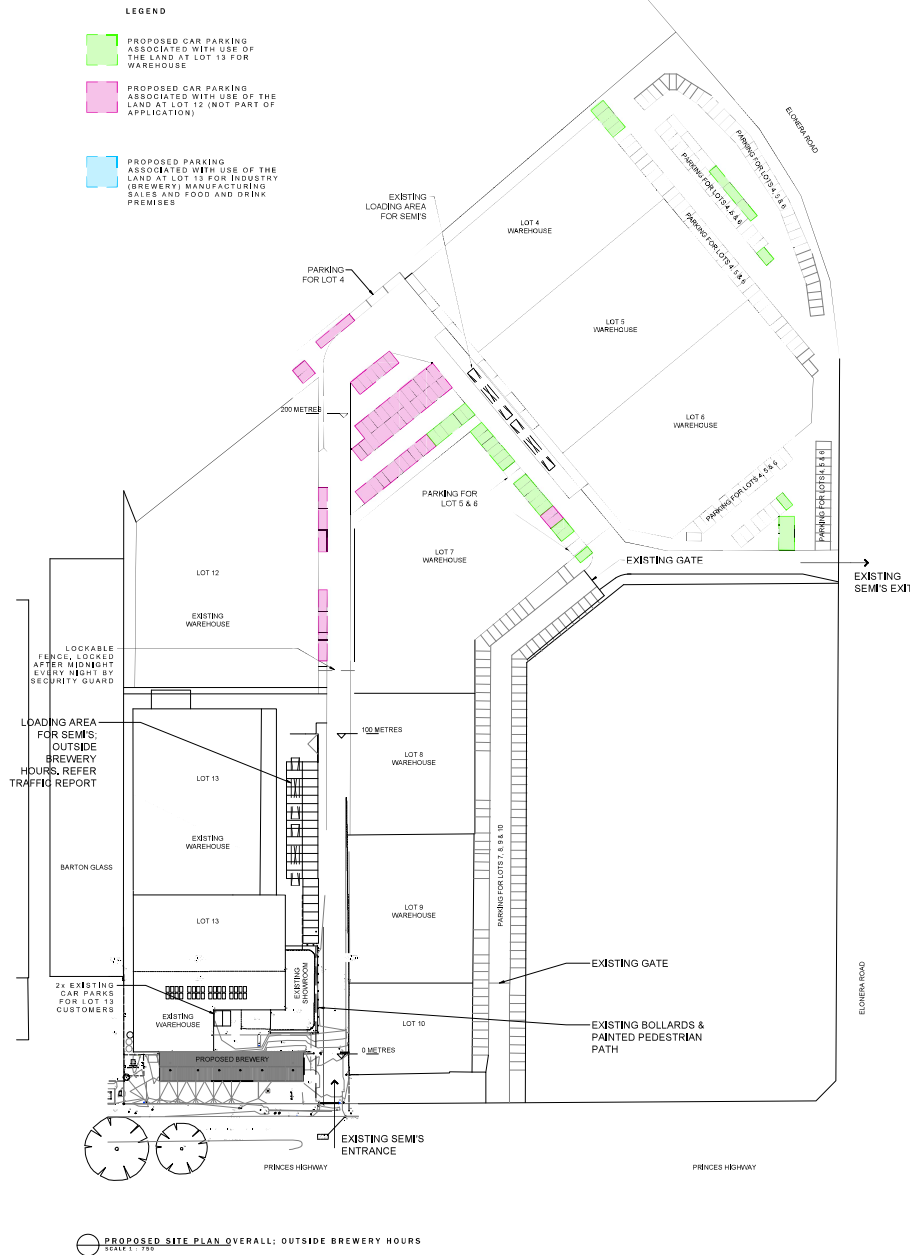 LEGEND
PROPOSED CAR PARKING
ASSOCIATED WITH USE OF
THE LAND AT LOT 13 FOR
WAREHOUSE
PROPOSED CAR PARKING
ASSOCIATED WITH USE OF THE
LAND AT LOT 12 (NOT PART OF
APPLICATION)
PROPOSED PARKING
ASSOCIATED WITH USE OF THE
LAND AT LOT 13 FOR INDUSTRY
(BREWERY) MANUFACTURING
SALES AND FOOD AND DRINK
PREMISES
ELONERA ROAD
PARKING FOR LOTS 4, 5 & 6
PARKING FOR LOTS 4, 5 & 6
PARKING FOR LOTS 4, 5 & 6
EXISTING
LOADING AREA
FOR SEMI'S
LOT 4
WAREHOUSE
PARKING
FOR LOT 4
LOT 5
WAREHOUSE
200 METRES
LOT 6
WAREHOUSE
PARKING FOR LOTS 4, 5 & 6
PARKING FOR LOTS 4, 5 & 6
PARKING FOR
LOT 5 & 6
LOT 7
WAREHOUSE
EXISTING GATE
EXISTING
SEMI'S EXIT
LOT 12
EXISTING
WAREHOUSE
LOCKABLE
FENCE, LOCKED
AFTER MIDNIGHT
EVERY NIGHT BY
SECURITY GUARD
LOADING AREA
FOR SEMI'S;
OUTSIDE
BREWERY
HOURS. REFER
TRAFFIC REPORT
100 METRES
LOT 8
WAREHOUSE
LOT 13
EXISTING
WAREHOUSE
BARTON GLASS
PARKING FOR LOTS 7, 8, 9 & 10
LOT 9
WAREHOUSE
LOT 13
EXISTING
SHOWROOM
EXISTING GATE
ELONERA ROAD
2x EXISTING
CAR PARKS
FOR LOT 13
CUSTOMERS
EXISTING
WAREHOUSE
LOT 10
EXISTING BOLLARDS &
PAINTED PEDESTRIAN
PATH
PROPOSED BREWERY
0 METRES
EXISTING SEMI'S
ENTRANCE
PRINCES HIGHWAY
PRINCES HIGHWAY
PROPOSED SITE PLAN OVERALL; OUTSIDE BREWERY HOURS
SCALE 1 : 750